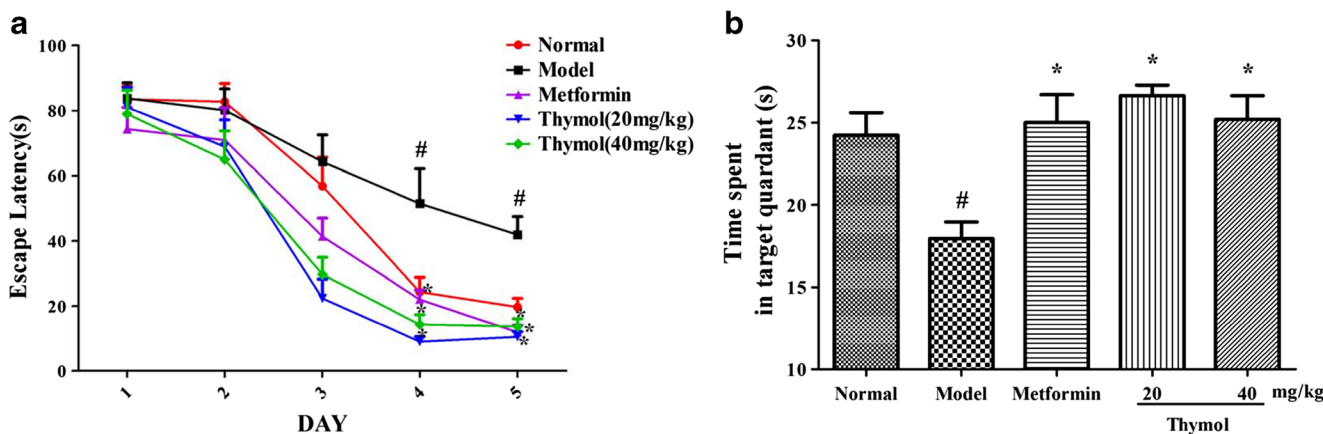 a
100
80
60
40
20
0
Escape Latency(s)
1 2 3 4 5
DAY
Normal
Model
Metformin
Thymol(20mg/kg)
Thymol(40mg/kg)
#
#
*
*
*
*
*
*
b
30
25
20
15
10
Time spent
in target quardant (s)
#
*
*
*
Normal Model Metformin 20 40 mg/kg
Thymol